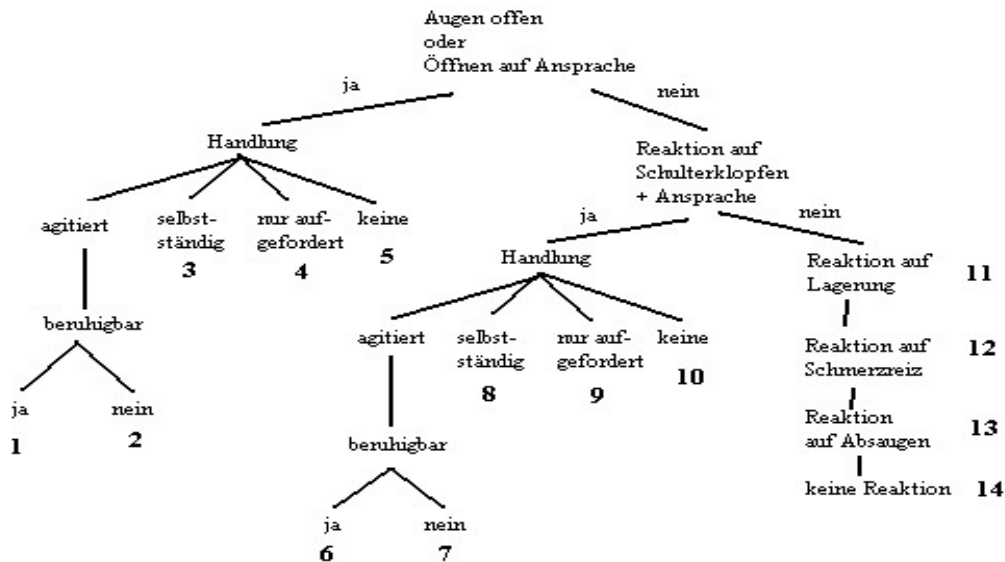 Augen offen
oder
Öffnen auf Ansprache
ja
nein
Handlung
Reaktion auf
Schulterklopfen
+ Ansprache
agitiert
selbst-
ständig
3
nur auf-
gefordert
4
keine
5
ja
nein
Handlung
Reaktion auf
Lagerung
11
beruhigbar
agitiert
selbst-
ständig
8
nur auf-
gefordert
9
keine
10
Reaktion auf
Schmerzreiz
12
ja
1
nein
2
beruhigbar
Reaktion
auf Absaugen
13
keine Reaktion
14
ja
6
nein
7